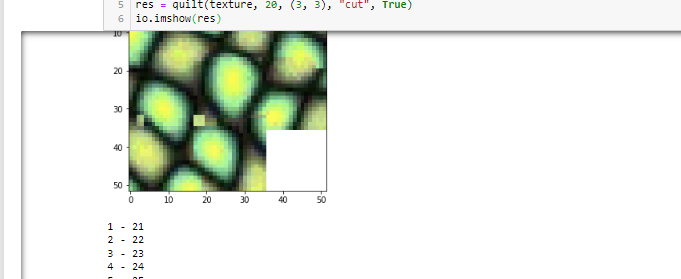 5 res = quilt(texture, 20, (3, 3), "cut", True)
6 io.imshow(res)
10
20
30
40
50
0 10 20 30 40 50
1 - 21
2 - 22
3 - 23
4 - 24